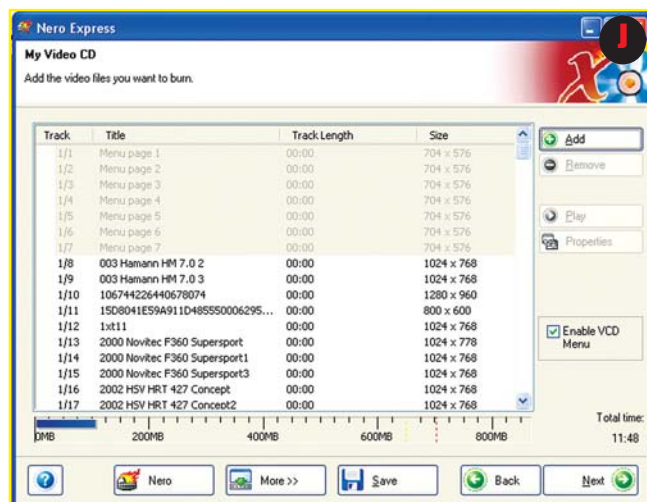 Nero Express
J
My Video CD
Add the video files you want to burn.
Track Title Track Length Size
1/1 Menu page 1 00:00 704 x 576
1/2 Menu page 2 00:00 704 x 576
1/3 Menu page 3 00:00 704 x 576
1/4 Menu page 4 00:00 704 x 576
1/5 Menu page 5 00:00 704 x 576
1/6 Menu page 6 00:00 704 x 576
1/7 Menu page 7 00:00 704 x 576
1/8 003 Hamann HM 7.0 2 00:00 1024 x 768
1/9 003 Hamann HM 7.0 3 00:00 1024 x 768
1/10 106744226440678074 00:00 1280 x 960
1/11 15D8041E59A911D485550006295... 00:00 800 x 600
1/12 1xt11 00:00 1024 x 768
1/13 2000 Novitec F360 Supersport 00:00 1024 x 778
1/14 2000 Novitec F360 Supersport1 00:00 1024 x 768
1/15 2000 Novitec F360 Supersport3 00:00 1024 x 768
1/16 2002 HSV HRT 427 Concept 00:00 1024 x 768
1/17 2002 HSV HRT 427 Concept2 00:00 1024 x 768
Add
Remove
Play
Properties
Enable VCD
Menu
0MB 200MB 400MB 600MB 800MB
Total time:
11:48
? Nero More >> Save Back Next